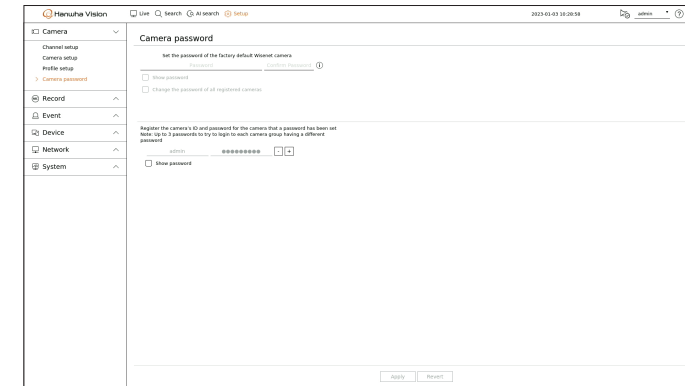 Hanwha Vision
Live Search AI search Setup
2023-01-03 10:28:58
admin
Camera
Channel setup
Camera setup
Profile setup
> Camera password
Record
Event
Device
Network
System
Camera password
Set the password of the factory default Wisenet camera
Password Confirm Password
Show password
Change the password of all registered cameras
Register the camera's ID and password for the camera that a password has been set
Note: Up to 3 passwords to try to login to each camera group having a different
password
admin ●●●●●●●●● - +
Show password
Apply Revert